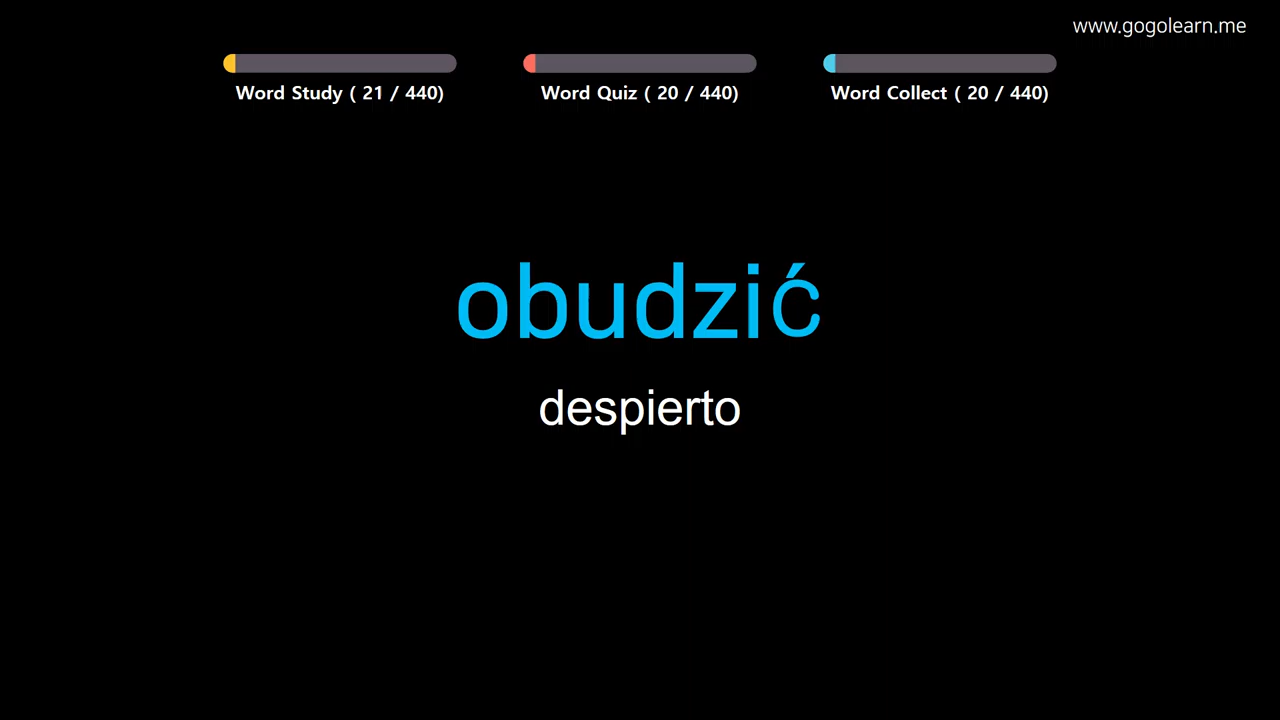 www.gogolearn.me
Word Study ( 21 / 440)
Word Quiz ( 20 / 440)
Word Collect ( 20 / 440)
obudzić
despierto